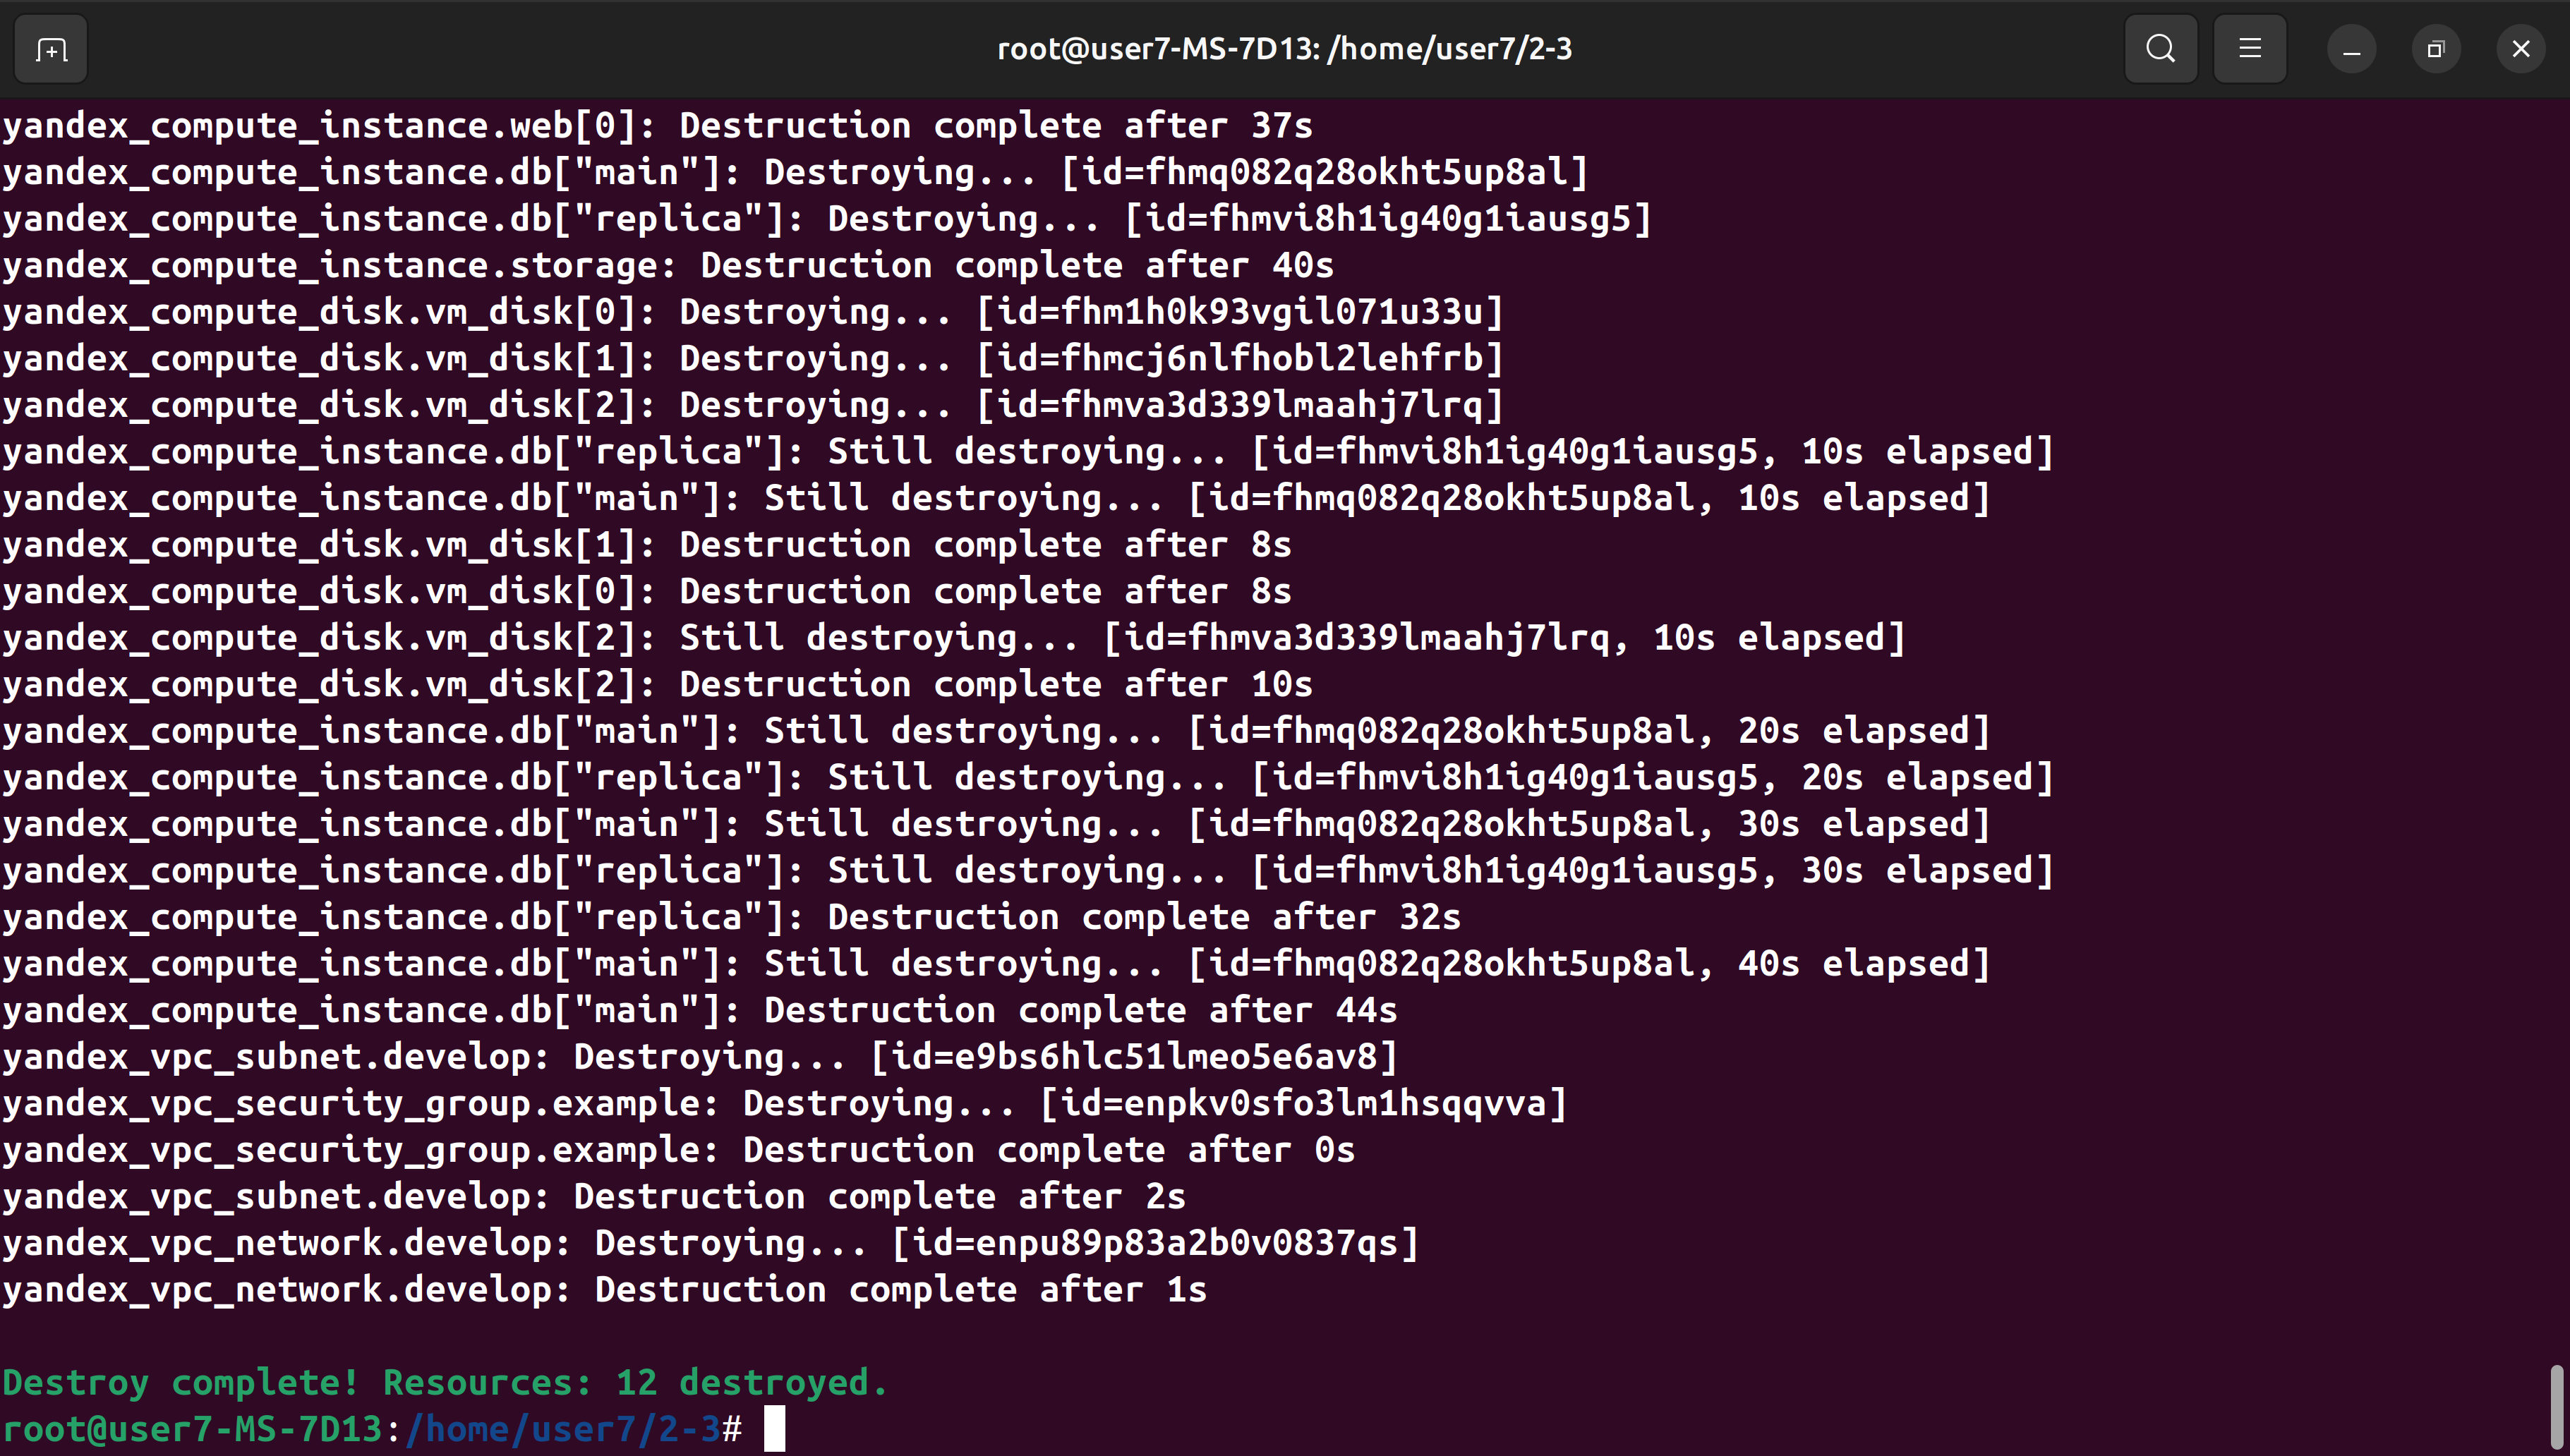 root@user7-MS-7D13: /home/user7/2-3
yandex_compute_instance.web[0]: Destruction complete after 37s
yandex_compute_instance.db["main"]: Destroying... [id=fhmq082q28okht5up8al]
yandex_compute_instance.db["replica"]: Destroying... [id=fhmvi8h1ig40g1iausg5]
yandex_compute_instance.storage: Destruction complete after 40s
yandex_compute_disk.vm_disk[0]: Destroying... [id=fhm1h0k93vgil071u33u]
yandex_compute_disk.vm_disk[1]: Destroying... [id=fhmcj6nlfhobl2lehfrb]
yandex_compute_disk.vm_disk[2]: Destroying... [id=fhmva3d339lmaahj7lrq]
yandex_compute_instance.db["replica"]: Still destroying... [id=fhmvi8h1ig40g1iausg5, 10s elapsed]
yandex_compute_instance.db["main"]: Still destroying... [id=fhmq082q28okht5up8al, 10s elapsed]
yandex_compute_disk.vm_disk[1]: Destruction complete after 8s
yandex_compute_disk.vm_disk[0]: Destruction complete after 8s
yandex_compute_disk.vm_disk[2]: Still destroying... [id=fhmva3d339lmaahj7lrq, 10s elapsed]
yandex_compute_disk.vm_disk[2]: Destruction complete after 10s
yandex_compute_instance.db["main"]: Still destroying... [id=fhmq082q28okht5up8al, 20s elapsed]
yandex_compute_instance.db["replica"]: Still destroying... [id=fhmvi8h1ig40g1iausg5, 20s elapsed]
yandex_compute_instance.db["main"]: Still destroying... [id=fhmq082q28okht5up8al, 30s elapsed]
yandex_compute_instance.db["replica"]: Still destroying... [id=fhmvi8h1ig40g1iausg5, 30s elapsed]
yandex_compute_instance.db["replica"]: Destruction complete after 32s
yandex_compute_instance.db["main"]: Still destroying... [id=fhmq082q28okht5up8al, 40s elapsed]
yandex_compute_instance.db["main"]: Destruction complete after 44s
yandex_vpc_subnet.develop: Destroying... [id=e9bs6hlc51lmeo5e6av8]
yandex_vpc_security_group.example: Destroying... [id=enpkv0sfo3lm1hsqqvva]
yandex_vpc_security_group.example: Destruction complete after 0s
yandex_vpc_subnet.develop: Destruction complete after 2s
yandex_vpc_network.develop: Destroying... [id=enpu89p83a2b0v0837qs]
yandex_vpc_network.develop: Destruction complete after 1s
Destroy complete! Resources: 12 destroyed.
root@user7-MS-7D13:/home/user7/2-3#